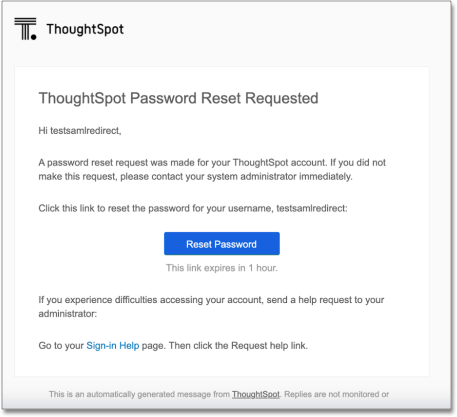 ThoughtSpot
ThoughtSpot Password Reset Requested
Hi testsamlredirect,
A password reset request was made for your ThoughtSpot account. If you did not
make this request, please contact your system administrator immediately.
Click this link to reset the password for your username, testsamlredirect:
Reset Password
This link expires in 1 hour.
If you experience difficulties accessing your account, send a help request to your
administrator:
Go to your Sign-in Help page. Then click the Request help link.
This is an automatically generated message from ThoughtSpot. Replies are not monitored or